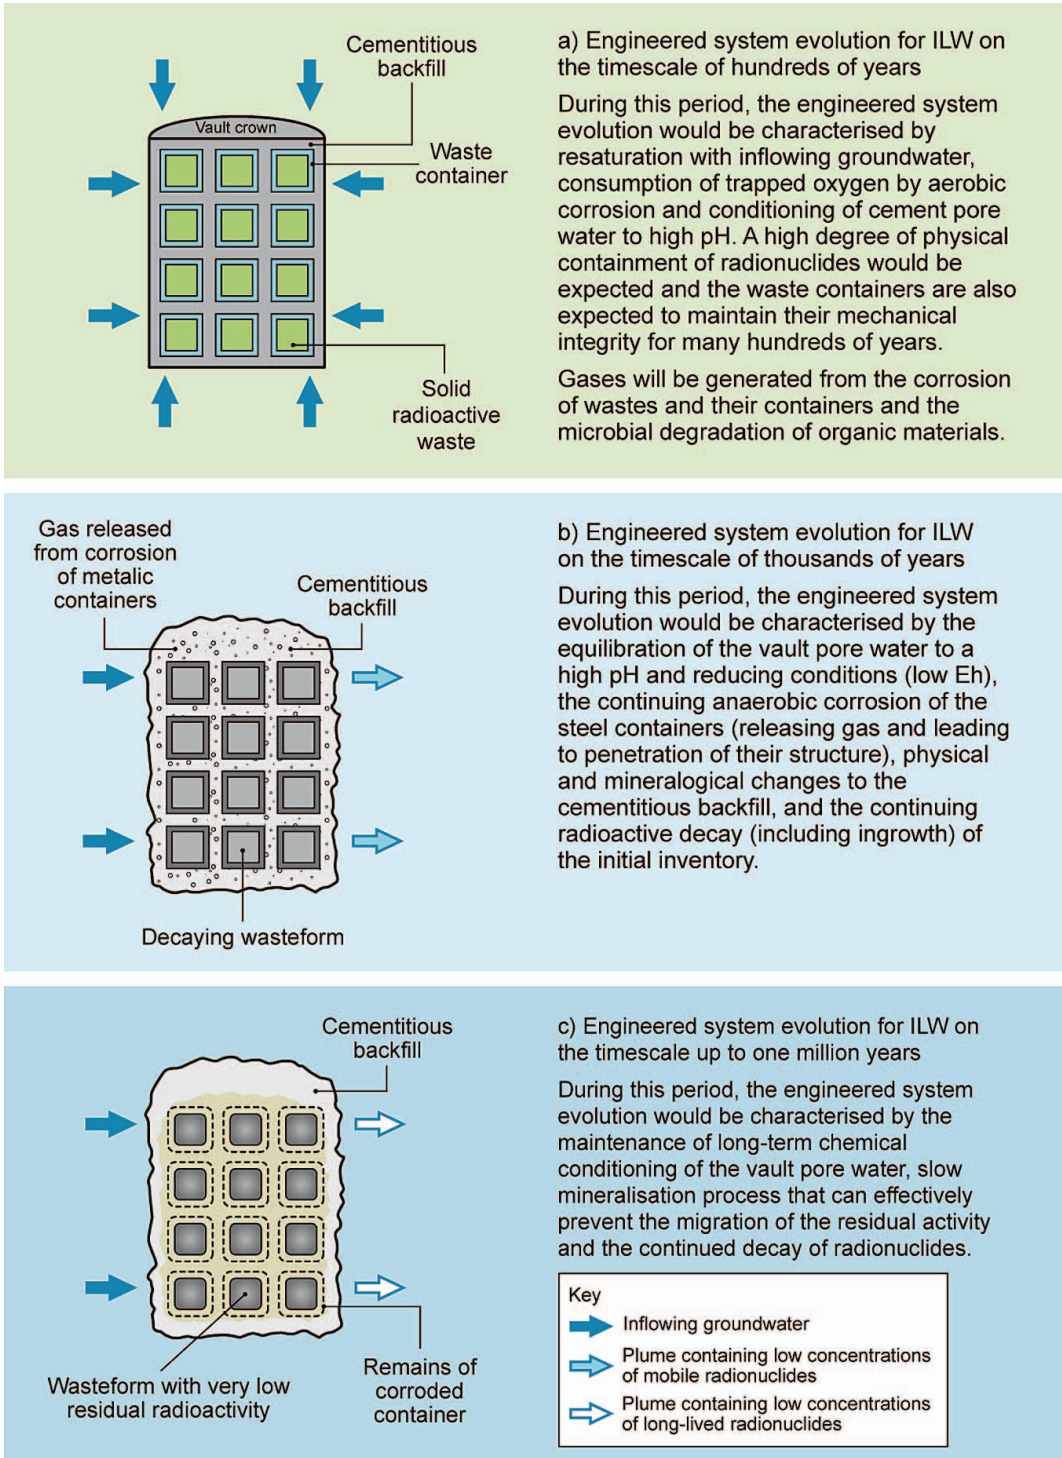 Cementitious
backfill
Vault crown
Waste
container
Solid
radioactive
waste
a) Engineered system evolution for ILW on
the timescale of hundreds of years
During this period, the engineered system
evolution would be characterised by
resaturation with inflowing groundwater,
consumption of trapped oxygen by aerobic
corrosion and conditioning of cement pore
water to high pH. A high degree of physical
containment of radionuclides would be
expected and the waste containers are also
expected to maintain their mechanical
integrity for many hundreds of years.
Gases will be generated from the corrosion
of wastes and their containers and the
microbial degradation of organic materials.
Gas released
from corrosion
of metalic
containers
Cementitious
backfill
Decaying wasteform
b) Engineered system evolution for ILW
on the timescale of thousands of years
During this period, the engineered system
evolution would be characterised by the
equilibration of the vault pore water to a
high pH and reducing conditions (low Eh),
the continuing anaerobic corrosion of the
steel containers (releasing gas and leading
to penetration of their structure), physical
and mineralogical changes to the
cementitious backfill, and the continuing
radioactive decay (including ingrowth) of
the initial inventory.
Cementitious
backfill
Wasteform with very low
residual radioactivity
Remains of
corroded
container
c) Engineered system evolution for ILW on
the timescale up to one million years
During this period, the engineered system
evolution would be characterised by the
maintenance of long-term chemical
conditioning of the vault pore water, slow
mineralisation process that can effectively
prevent the migration of the residual activity
and the continued decay of radionuclides.
Key
Inflowing groundwater
Plume containing low concentrations
of mobile radionuclides
Plume containing low concentrations
of long-lived radionuclides